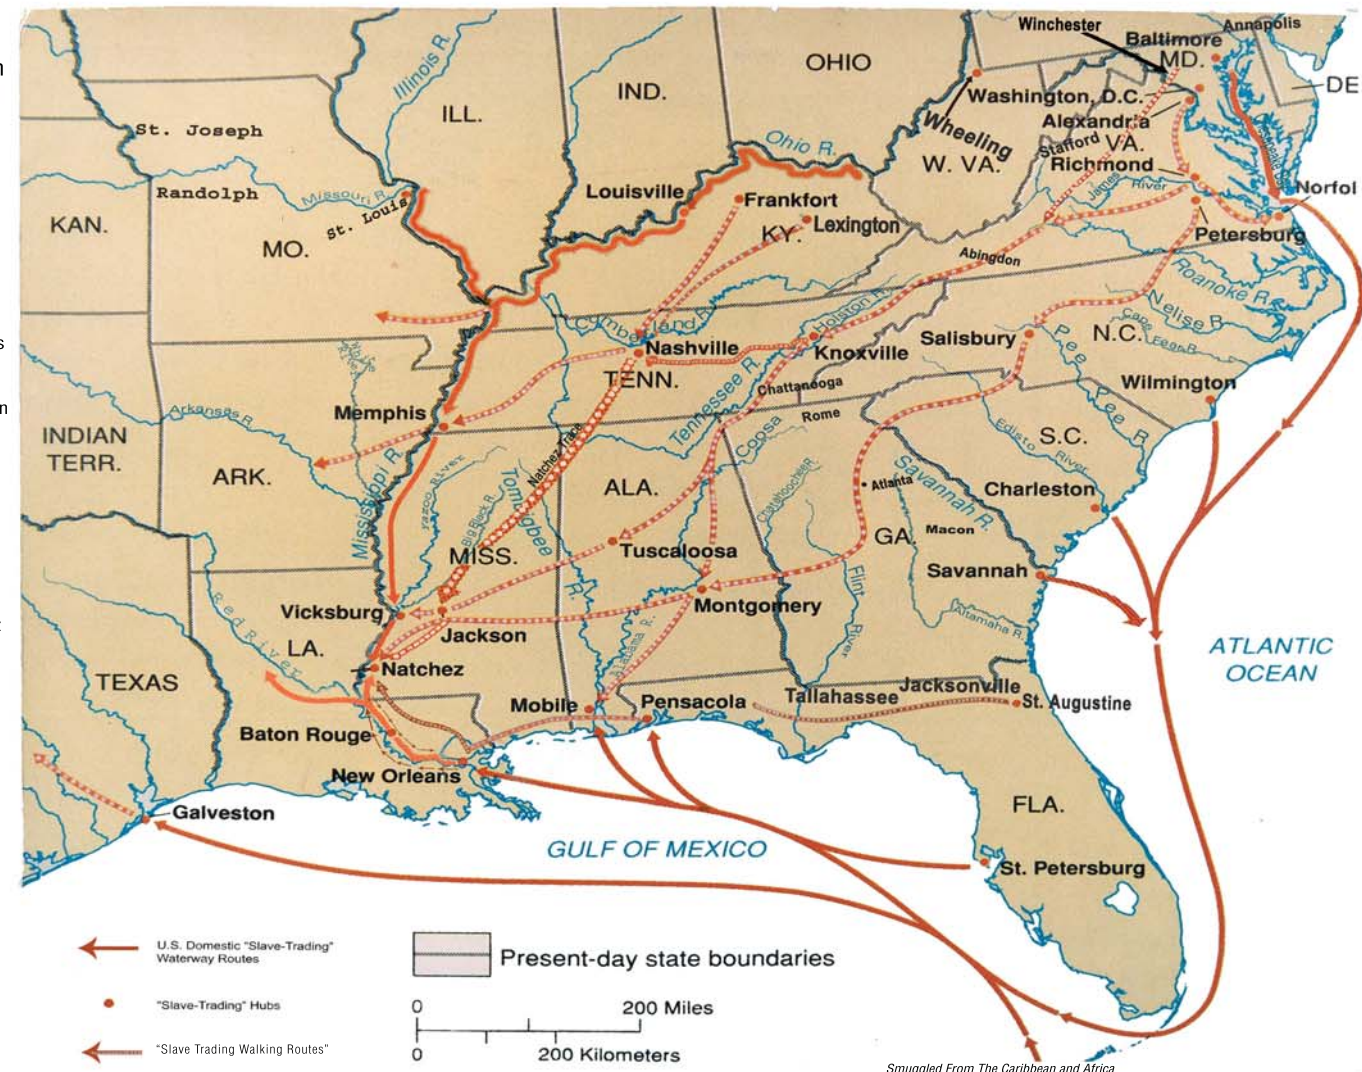 Winchester
Annapolis
Baltimore
MD.
OHIO
DE
IND.
Illinois R.
ILL.
Washington, D.C.
Alexandr'a
Wheeling
Stafford
VA.
St. Joseph
Ohio R.
W. VA.
Richmond
James
River
Randolph
Missouri R.
St. Louis
Louisville
Frankfort
Norfol
KAN.
MO.
KY.
Lexington
Petersburg
Abingdon
Roanoke R.
Cumberland R.
Holston R.
Nelise R.
Cape
Fear R.
N.C.
Salisbury
Pee Dee R.
Nashville
Knoxville
TENN.
Chattanooga
Tennessee R.
Wilmington
Arkansas R.
Memphis
Rome
Coosa
INDIAN
TERR.
ARK.
Natchez Trace
S.C.
Edisto
River
Mississippi R.
Yazoo River
Big Black R.
Tombigbee
R.
ALA.
Chatahoochee R.
Atlanta
Savannah R.
Charleston
MISS.
Tuscaloosa
GA.
Macon
Savannah
Flint
River
Red River
Vicksburg
Jackson
Montgomery
Altamaha R.
LA.
Alabama R.
ATLANTIC
OCEAN
TEXAS
Natchez
Mobile
Pensacola
Tallahassee
Jacksonville
St. Augustine
Baton Rouge
New Orleans
Galveston
FLA.
GULF OF MEXICO
St. Petersburg
U.S. Domestic "Slave-Trading"
Waterway Routes
"Slave-Trading" Hubs
"Slave Trading Walking Routes"
Present-day state boundaries
0
200 Miles
0
200 Kilometers
Smuggled From The Caribbean and Africa